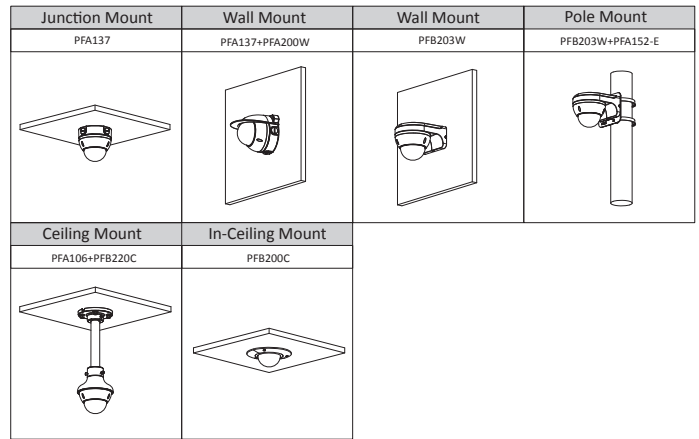 Junction Mount
Wall Mount
Wall Mount
Pole Mount
PFA137
PFA137+PFA200W
PFB203W
PFB203W+PFA152-E
Ceiling Mount
In-Ceiling Mount
PFA106+PFB220C
PFB200C